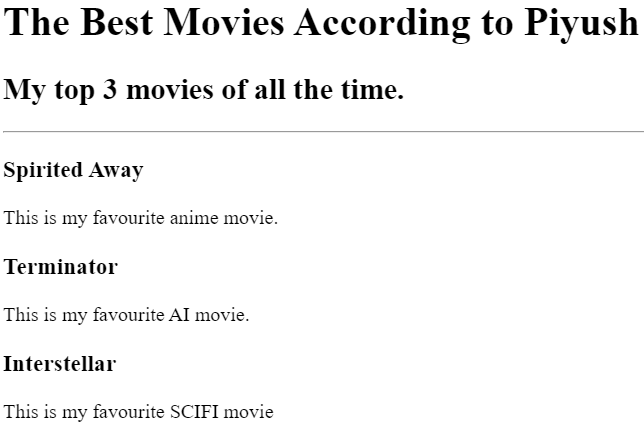 The Best Movies According to Piyush
My top 3 movies of all the time.
Spirited Away
This is my favourite anime movie.
Terminator
This is my favourite AI movie.
Interstellar
This is my favourite SCIFI movie